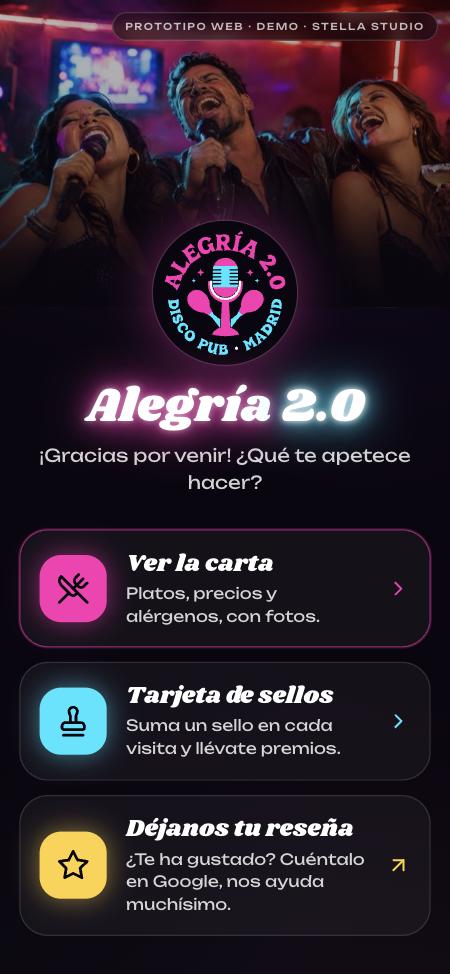 PROTOTIPO WEB · DEMO · STELLA STUDIO
ALEGRÍA 2.0
DISCO PUB · MADRID
Alegría 2.0
¡Gracias por venir! ¿Qué te apetece
hacer?
Ver la carta
Platos, precios y
alérgenos, con fotos.
Tarjeta de sellos
Suma un sello en cada
visita y llévate premios.
Déjanos tu reseña
¿Te ha gustado? Cuéntalo
en Google, nos ayuda
muchísimo.